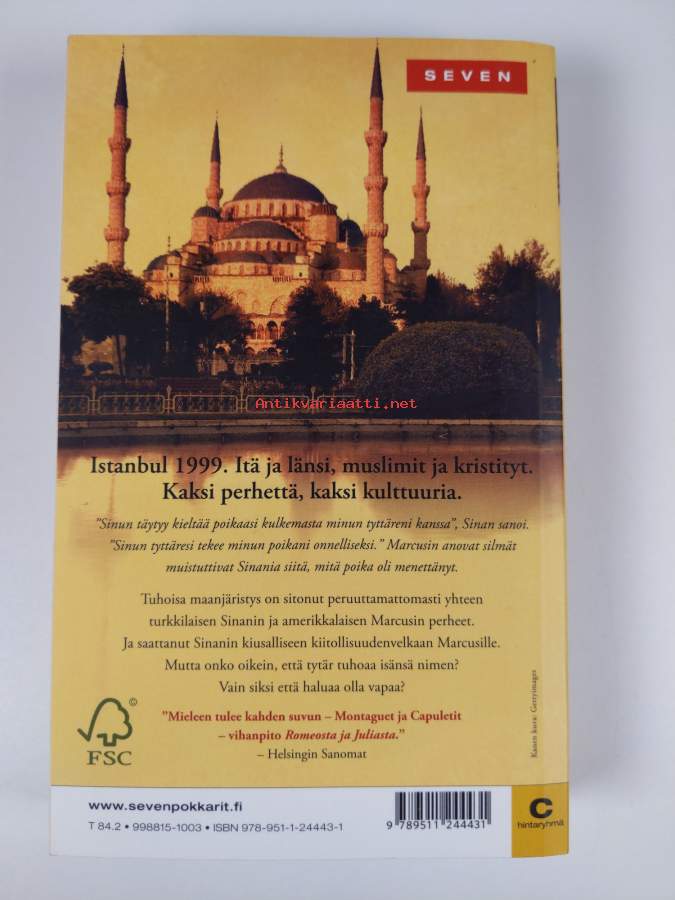 SEVEN
Antikvariaatti.net
Istanbul 1999. Itä ja länsi, muslimit ja kristityt.
Kaksi perhettä, kaksi kulttuuria.
"Sinun täytyy kieltää poikaasi kulkemasta minun tyttäreni kanssa", Sinan sanoi.
"Sinun tyttäresi tekee minun poikani onnelliseksi." Marcusin anovat silmät
muistuttivat Sinania siitä, mitä poika oli menettänyt.
Tuhoisa maanjäristys on sitonut peruuttamattomasti yhteen
turkkilaisen Sinanin ja amerikkalaisen Marcusin perheet.
Ja saattanut Sinanin kiusalliseen kiitollisuudenvelkaan Marcusille.
Mutta onko oikein, että tytär tuhoaa isänsä nimen?
Vain siksi että haluaa olla vapaa?
"Mieleen tulee kahden suvun – Montaguet ja Capuletit
– vihanpito Romeosta ja Juliasta."
– Helsingin Sanomat
©
FSC
Kannen kuva: Gettyimages
www.sevenpokkarit.fi
T 84.2 • 998815-1003 • ISBN 978-951-1-24443-1
9 789511 244431
C
hintaryhmä